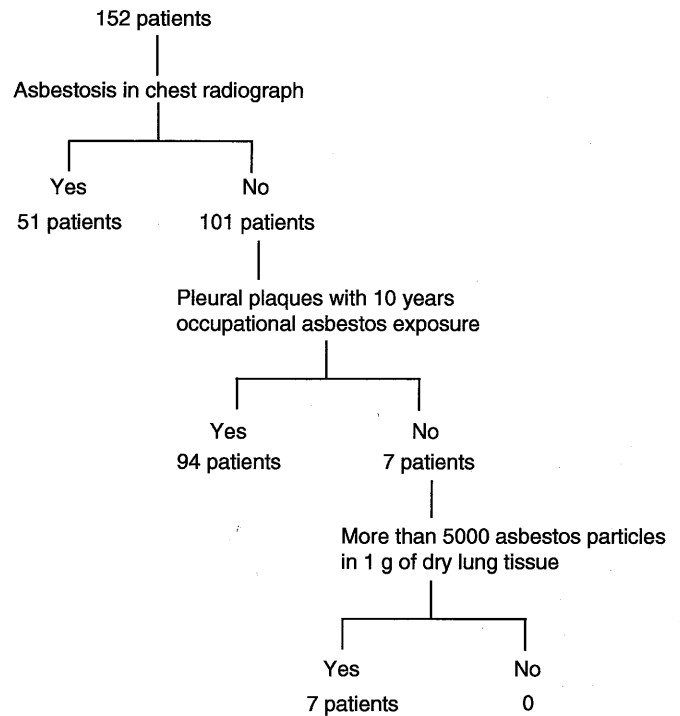 152 patients
Asbestosis in chest radiograph
Yes
No
51 patients
101 patients
Pleural plaques with 10 years
occupational asbestos exposure
Yes
No
94 patients
7 patients
More than 5000 asbestos particles
in 1 g of dry lung tissue
Yes
No
7 patients
0